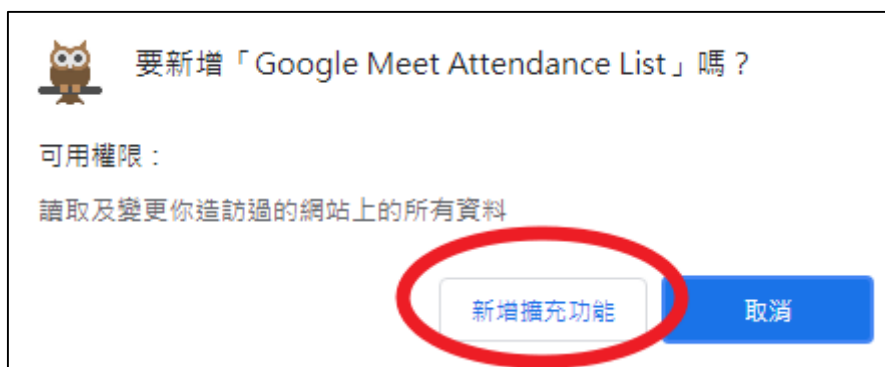 要新增「Google Meet Attendance List」嗎？
可用權限：
讀取及變更你造訪過的網站上的所有資料
新增擴充功能
取消